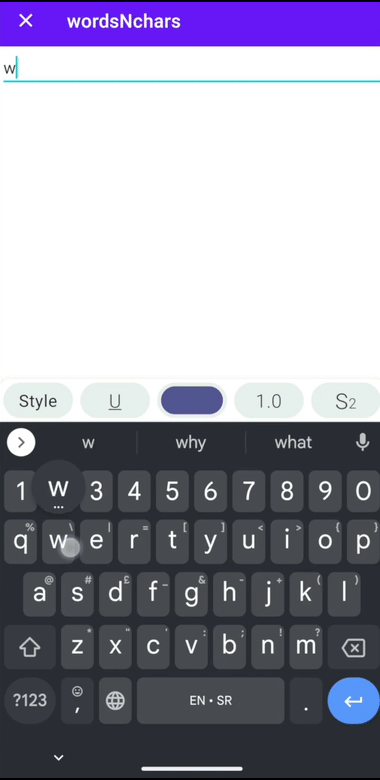 ✕ wordsNchars
w
Style U 1.0 S2
w why what
1 w 3 4 5 6 7 8 9 0
...
% \ | = [ ] < > { }
q w e r t y u i o p
@ # £ _ & - + ( )
a s d f g h j k l
* " ' : ; ! ?
z x c v b n m
?123 , EN • SR .